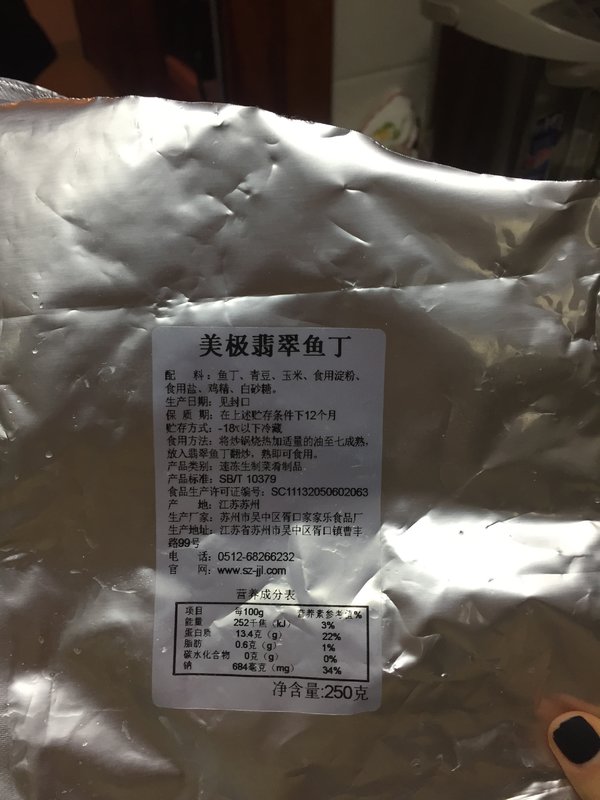 美极翡翠鱼丁
配 料：鱼丁、青豆、玉米、食用淀粉、
食用盐、鸡精、白砂糖。
生产日期：见封口
保 质 期：在上述贮存条件下12个月
贮存方式：-18℃以下冷藏
食用方法：将炒锅烧热加适量的油至七成熟，
放入翡翠鱼丁翻炒，熟即可食用。
产品类别：速冻生制菜肴制品
产品标准：SB/T 10379
食品生产许可证编号：SC11132050602063
产 地：江苏苏州
生产厂家：苏州市吴中区胥口家家乐食品厂
生产地址：江苏省苏州市吴中区胥口镇曹丰
路99号
电 话：0512-68266232
官 网：www.sz-jjl.com
营养成分表
项目 每100g 营养素参考值%
能量 252千焦（kJ） 3%
蛋白质 13.4克（g） 22%
脂肪 0.6克（g） 1%
碳水化合物 0克（g） 0%
钠 684毫克（mg） 34%
净含量:250克